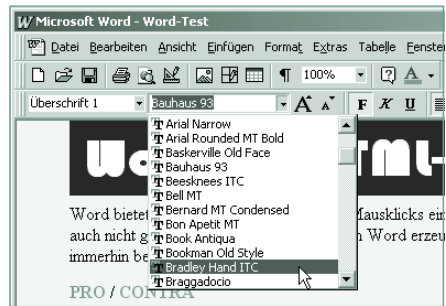 Microsoft Word - Word-Test
Datei Bearbeiten Ansicht Einfügen Format Extras Tabelle Fenster
100%
Überschrift 1 Bauhaus 93 A A F K U
Arial Narrow
Arial Rounded MT Bold
Baskerville Old Face
Bauhaus 93
Beesknees ITC
Bell MT
Bernard MT Condensed
Bon Apetit MT
Book Antiqua
Bookman Old Style
Bradley Hand ITC
Braggadocio
Word bietet Mausklicks ein
auch nicht g Word erzeu
immerhin be
PRO / CONTRA